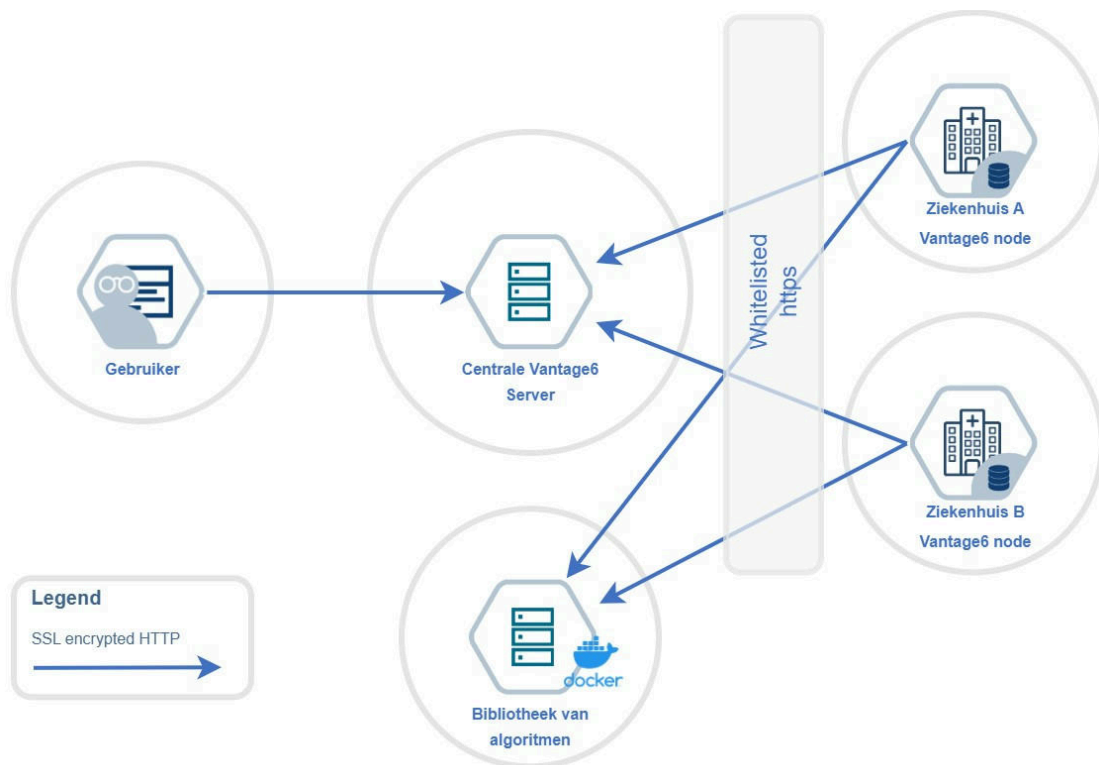 Ziekenhuis A
Vantage6 node
Whitelisted
https
Gebruiker
Centrale Vantage6
Server
Ziekenhuis B
Vantage6 node
Legend
SSL encrypted HTTP
docker
Bibliotheek van
algoritmen